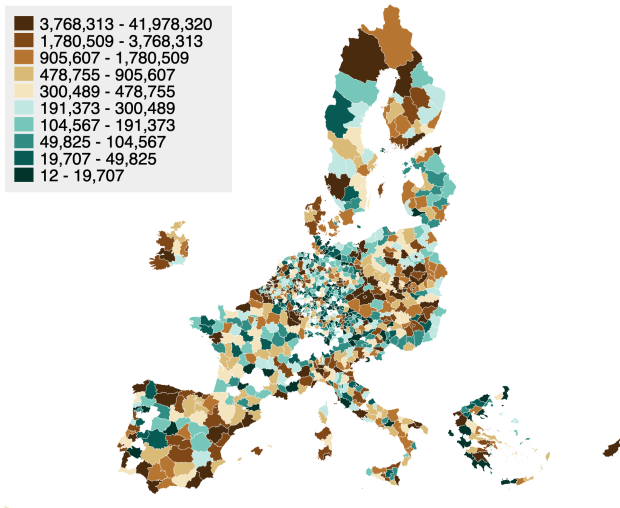 3,768,313 - 41,978,320
1,780,509 - 3,768,313
905,607 - 1,780,509
478,755 - 905,607
300,489 - 478,755
191,373 - 300,489
104,567 - 191,373
49,825 - 104,567
19,707 - 49,825
12 - 19,707